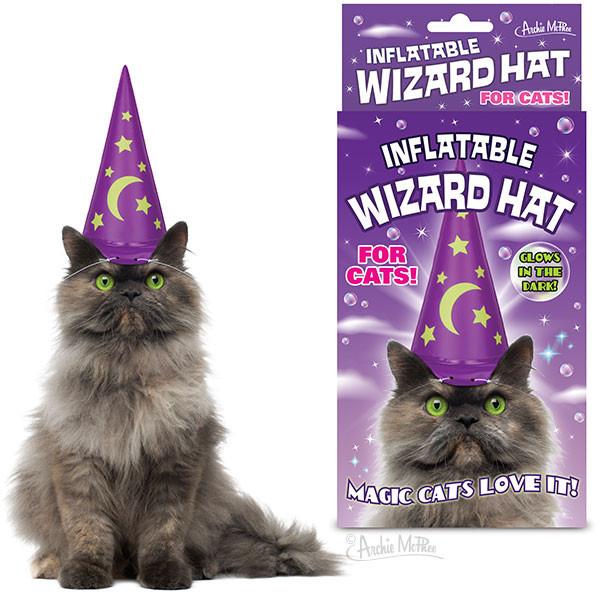 Archie McPhee
INFLATABLE
WIZARD HAT
FOR CATS!
INFLATABLE
WIZARD HAT
FOR
CATS!
GLOWS
IN THE
DARK!
MAGIC CATS LOVE IT!
©Archie McPhee